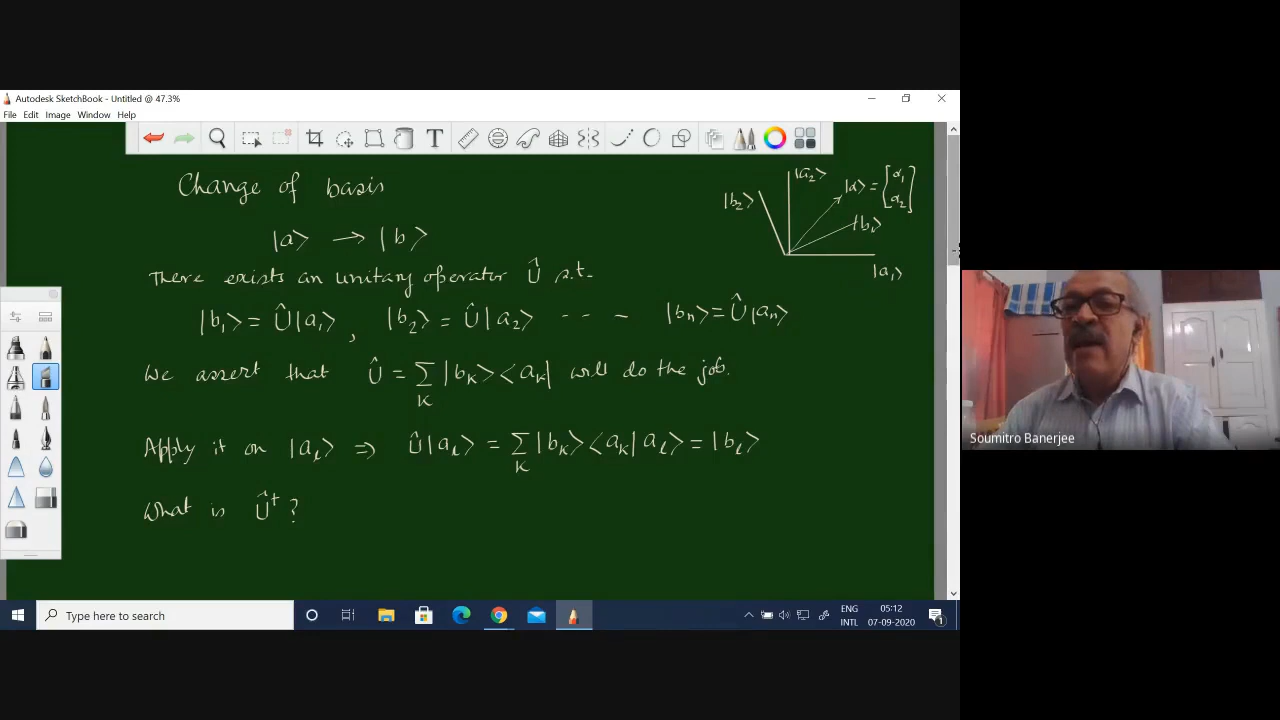 Autodesk SketchBook - Untitled @ 47.3%
File Edit Image Window Help
T
Change of basis
|a> → |b>
There exists an unitary operator Û s.t.
|b₁> = Û|a₁>, |b₂> = Û|a₂> - - - |bₙ> = Û|aₙ>
We assert that Û = Σ_K |b_K> <a_K| will do the job.
Apply it on |a_l> ⇒ Û|a_l> = Σ_K |b_K> <a_K|a_l> = |b_l>
What is Û† ?
|a₂>
|α> = [α₁ α₂]
|b₂>
|b₁>
|a₁>
Soumitro Banerjee
Type here to search
ENG
INTL
05:12
07-09-2020
1